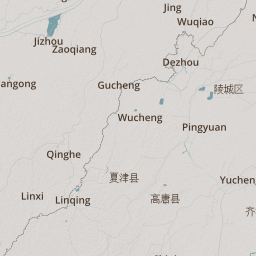 Jing
Wuqiao
Jizhou
Zaoqiang
Dezhou
angong
Gucheng
陵城区
Wucheng
Pingyuan
Qinghe
夏津县
Yucheng
Linxi
Linqing
高唐县
齐